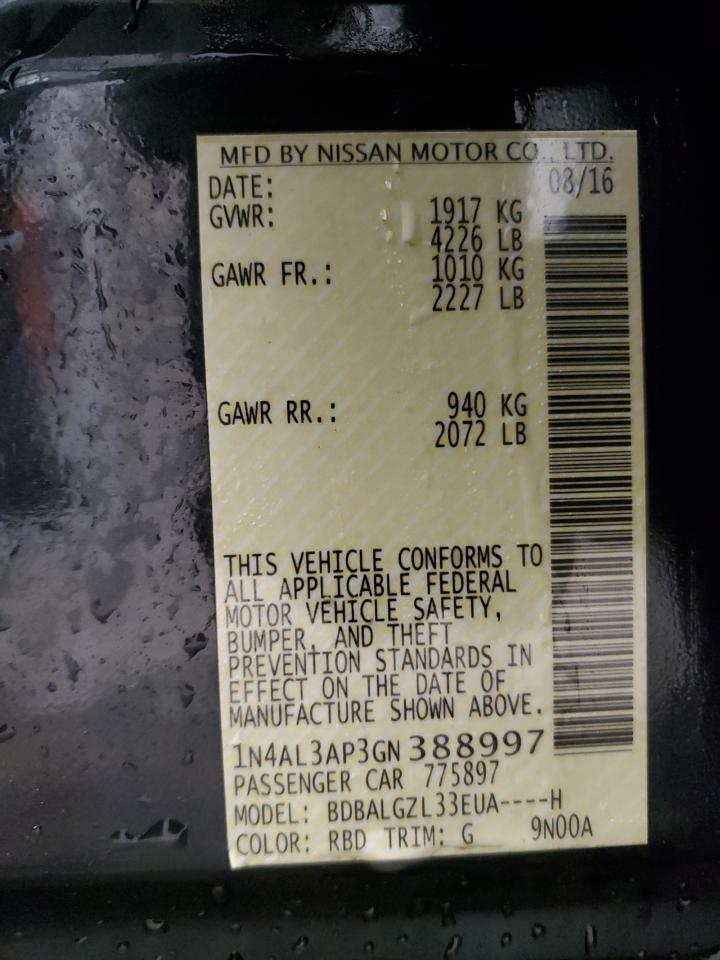 MFD BY NISSAN MOTOR CO., LTD.
DATE: 08/16
GVWR: 1917 KG
4226 LB
GAWR FR.: 1010 KG
2227 LB
GAWR RR.: 940 KG
2072 LB
THIS VEHICLE CONFORMS TO
ALL APPLICABLE FEDERAL
MOTOR VEHICLE SAFETY,
BUMPER, AND THEFT
PREVENTION STANDARDS IN
EFFECT ON THE DATE OF
MANUFACTURE SHOWN ABOVE.
1N4AL3AP3GN388997
PASSENGER CAR 775897
MODEL: BDBALGZL33EUA----H
COLOR: RBD TRIM: G 9N00A